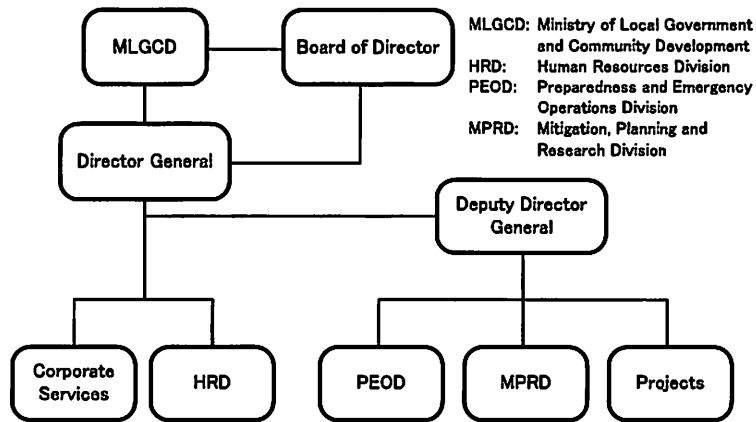 MLGCD
Board of Director
MLGCD: Ministry of Local Government
and Community Development
HRD: Human Resources Division
PEOD: Preparedness and Emergency
Operations Division
MPRD: Mitigation, Planning and
Research Division
Director General
Deputy Director
General
Corporate
Services
HRD
PEOD
MPRD
Projects